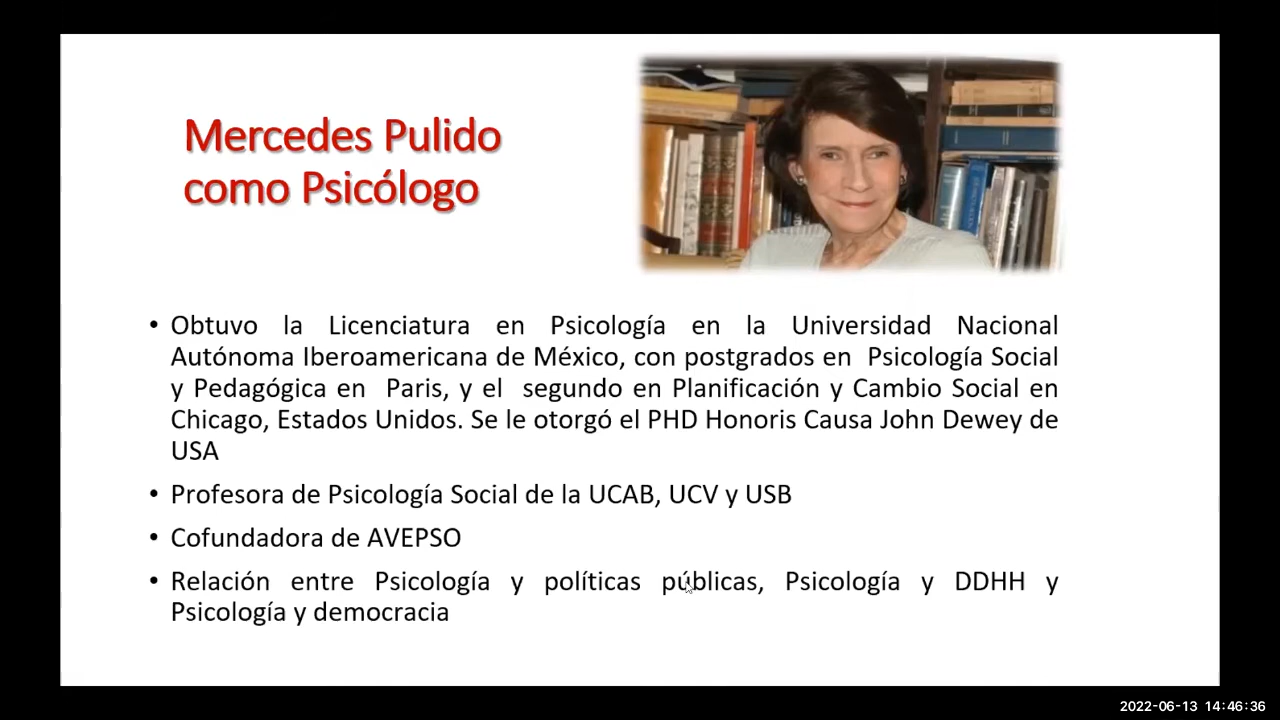 Mercedes Pulido
como Psicólogo
• Obtuvo la Licenciatura en Psicología en la Universidad Nacional
Autónoma Iberoamericana de México, con postgrados en Psicología Social
y Pedagógica en Paris, y el segundo en Planificación y Cambio Social en
Chicago, Estados Unidos. Se le otorgó el PHD Honoris Causa John Dewey de
USA
• Profesora de Psicología Social de la UCAB, UCV y USB
• Cofundadora de AVEPSO
• Relación entre Psicología y políticas públicas, Psicología y DDHH y
Psicología y democracia
2022-06-13 14:46:36